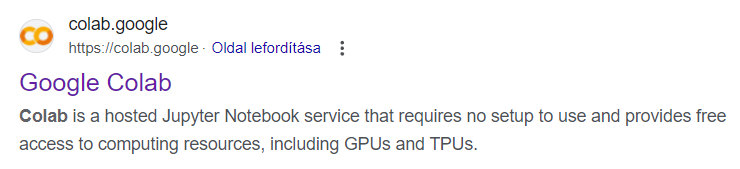 colab.google
https://colab.google · Oldal lefordítása
Google Colab
Colab is a hosted Jupyter Notebook service that requires no setup to use and provides free
access to computing resources, including GPUs and TPUs.